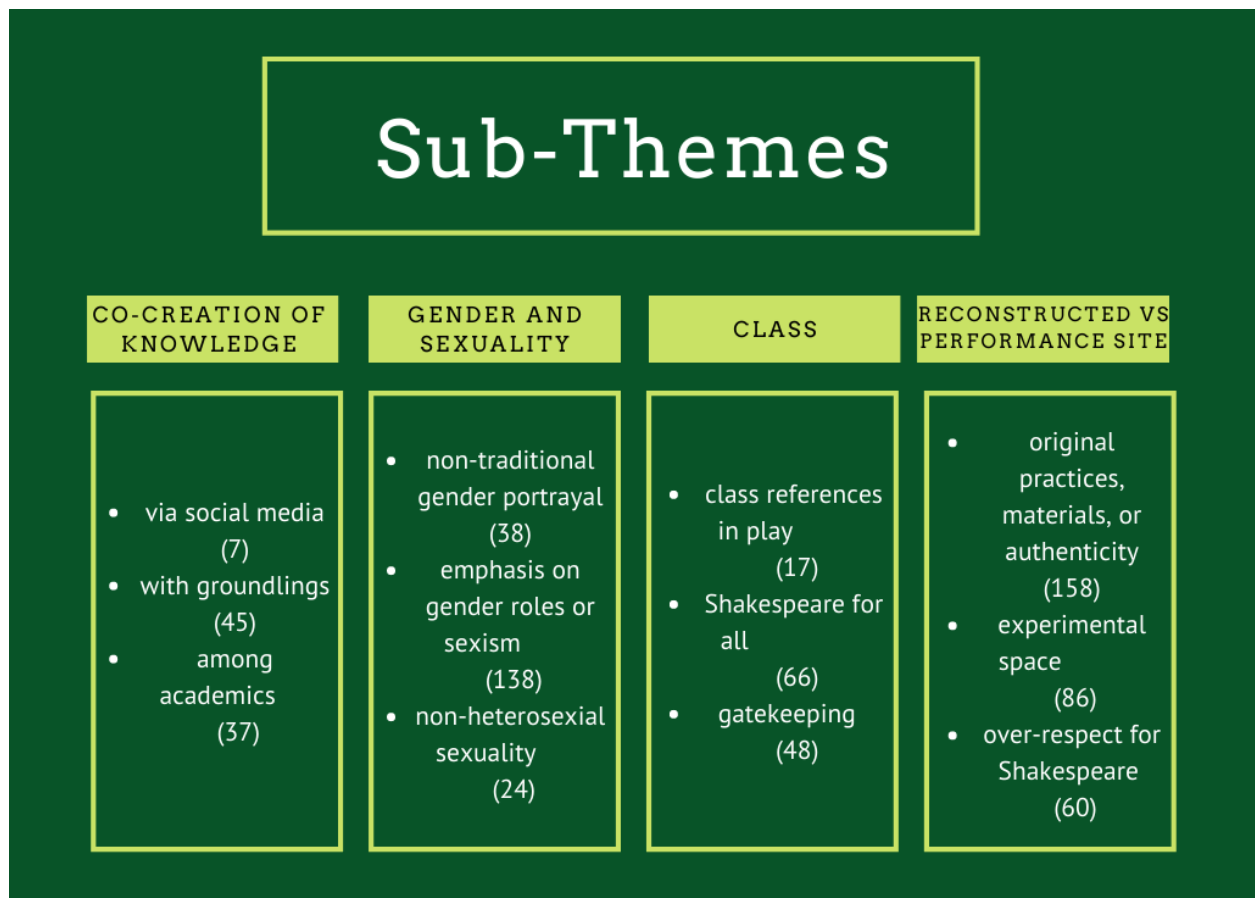 Sub-Themes
CO-CREATION OF
KNOWLEDGE
• via social media
(7)
• with groundlings
(45)
• among
academics
(37)
GENDER AND
SEXUALITY
• non-traditional
gender portrayal
(38)
• emphasis on
gender roles or
sexism
(138)
• non-heterosexial
sexuality
(24)
CLASS
• class references
in play
(17)
• Shakespeare for
all
(66)
• gatekeeping
(48)
RECONSTRUCTED VS
PERFORMANCE SITE
• original
practices,
materials, or
authenticity
(158)
• experimental
space
(86)
• over-respect for
Shakespeare
(60)